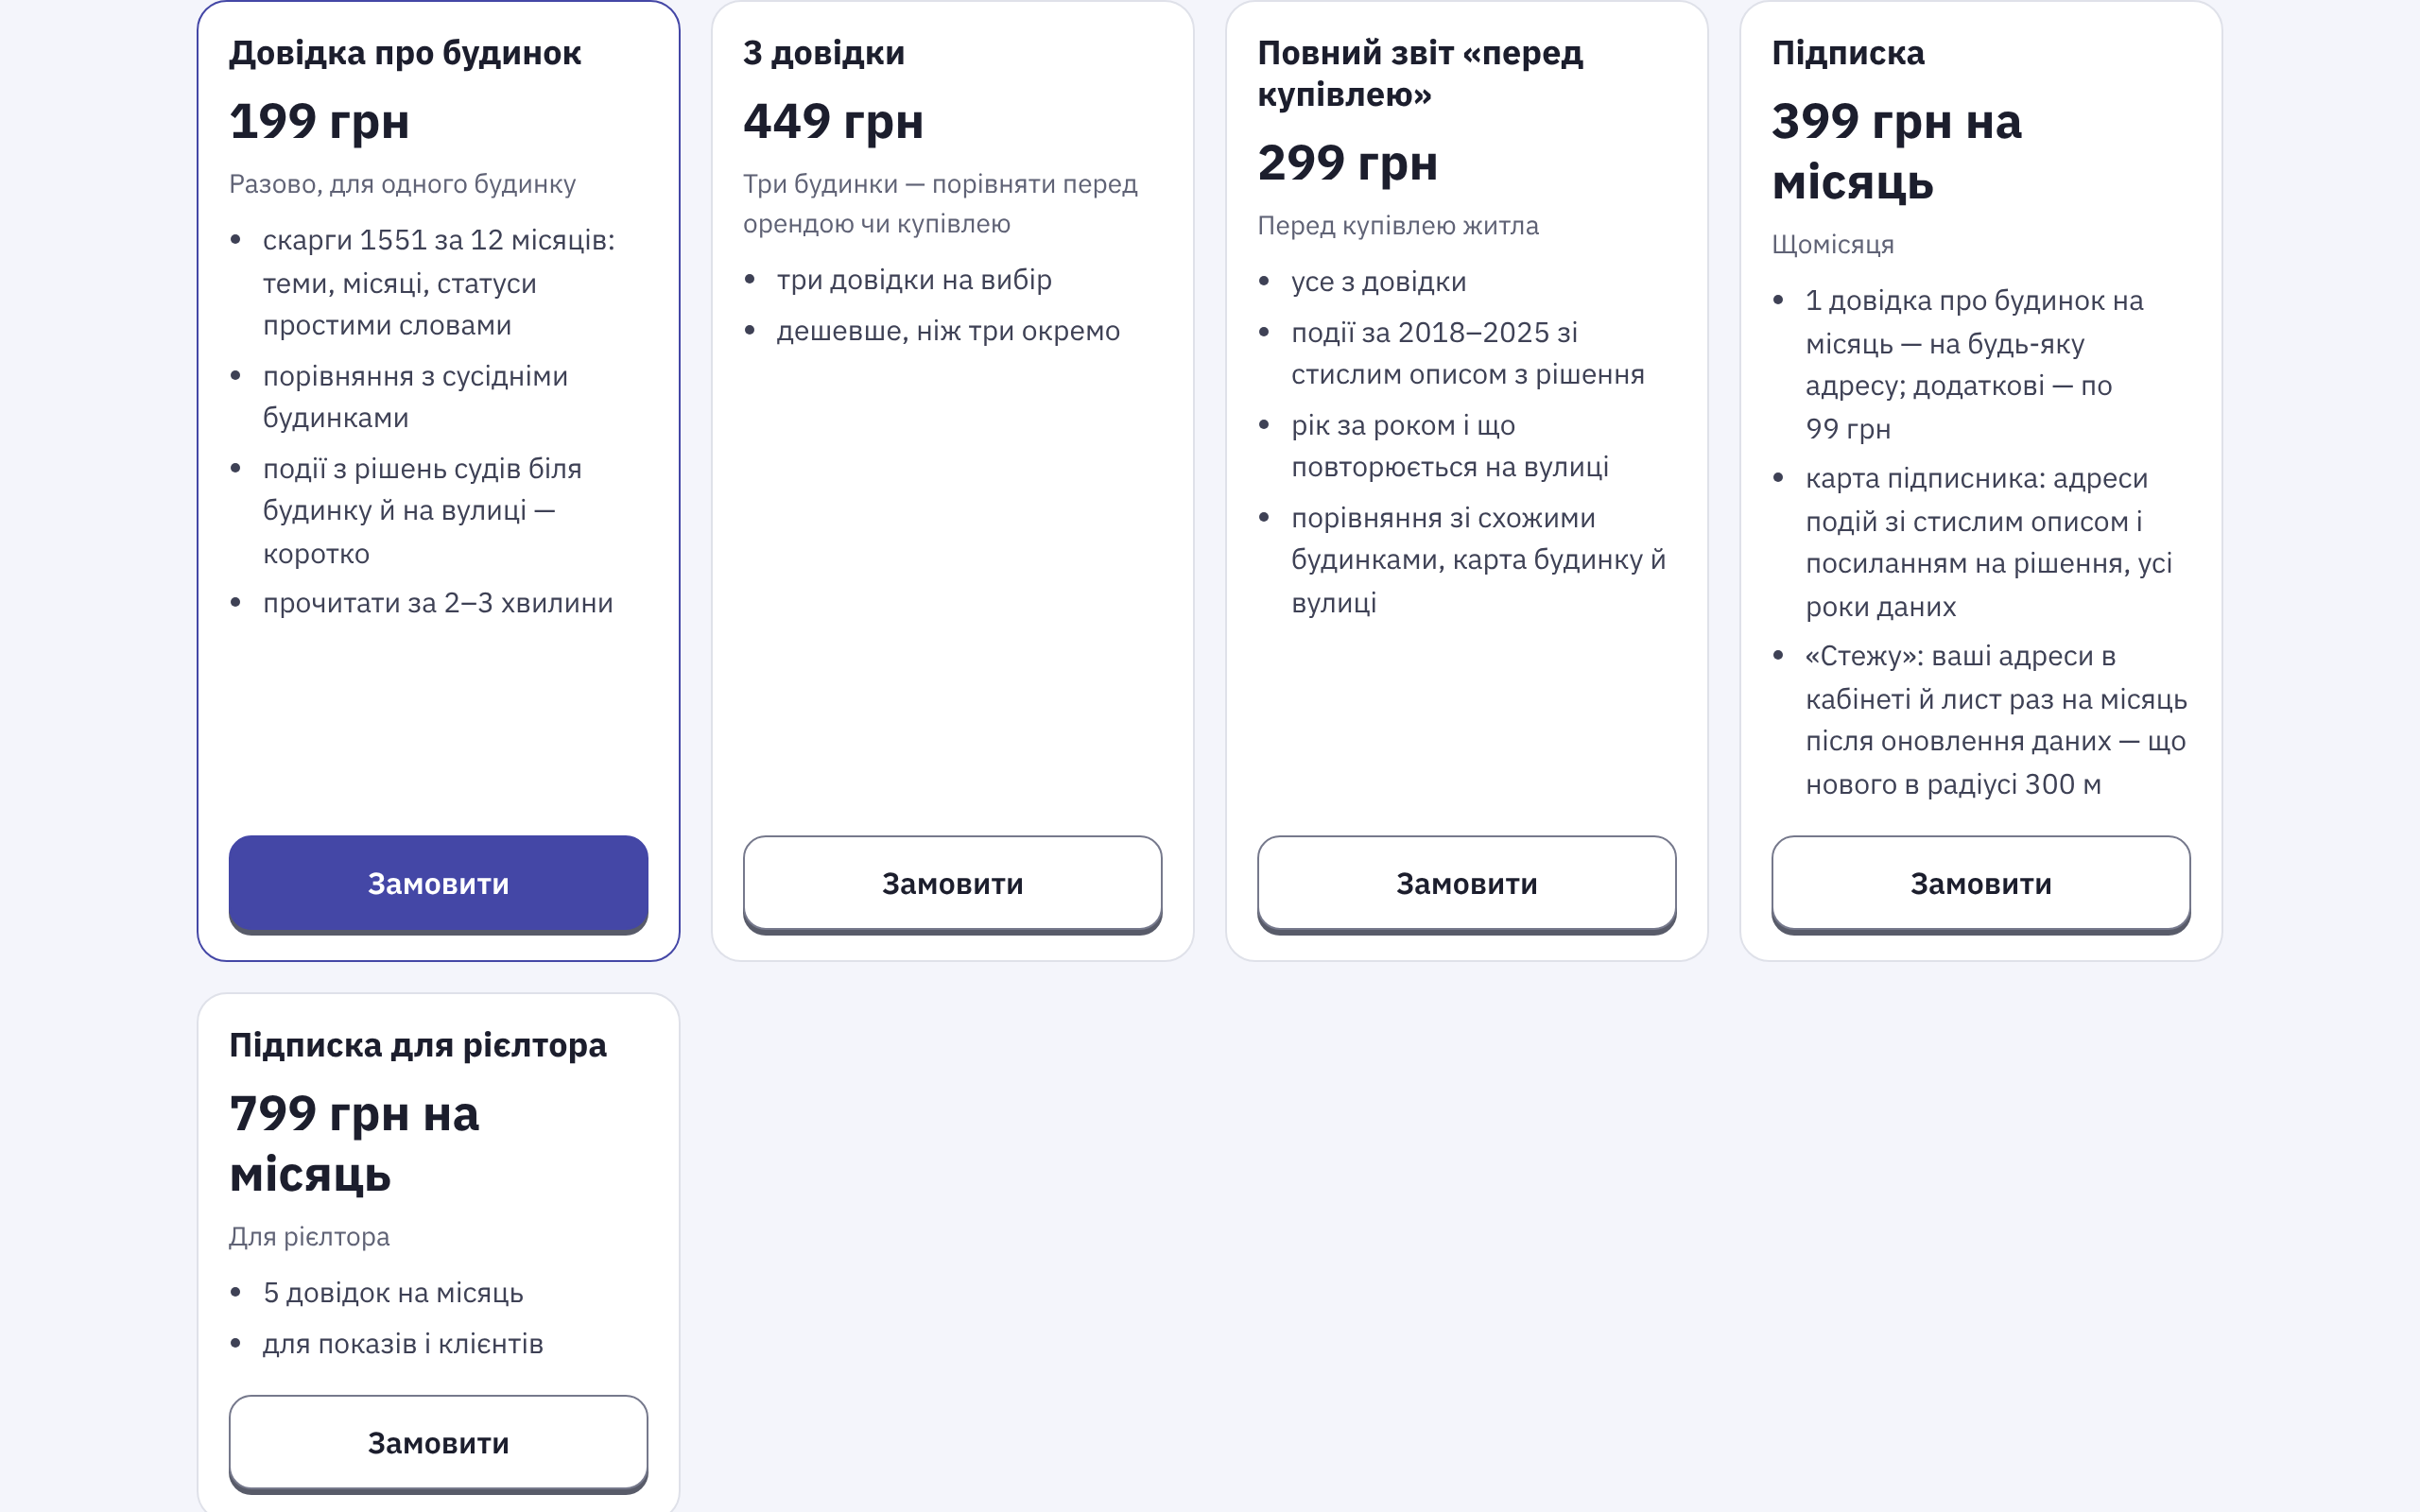 Довідка про будинок
199 грн
Разово, для одного будинку
• скарги 1551 за 12 місяців:
теми, місяці, статуси
простими словами
• порівняння з сусідніми
будинками
• події з рішень судів біля
будинку й на вулиці —
коротко
• прочитати за 2–3 хвилини
Замовити
3 довідки
449 грн
Три будинки — порівняти перед
орендою чи купівлею
• три довідки на вибір
• дешевше, ніж три окремо
Замовити
Повний звіт «перед
купівлею»
299 грн
Перед купівлею житла
• усе з довідки
• події за 2018–2025 зі
стислим описом з рішення
• рік за роком і що
повторюється на вулиці
• порівняння зі схожими
будинками, карта будинку й
вулиці
Замовити
Підписка
399 грн на
місяць
Щомісяця
• 1 довідка про будинок на
місяць — на будь-яку
адресу; додаткові — по
99 грн
• карта підписника: адреси
подій зі стислим описом і
посиланням на рішення, усі
роки даних
• «Стежу»: ваші адреси в
кабінеті й лист раз на місяць
після оновлення даних — що
нового в радіусі 300 м
Замовити
Підписка для рієлтора
799 грн на
місяць
Для рієлтора
• 5 довідок на місяць
• для показів і клієнтів
Замовити